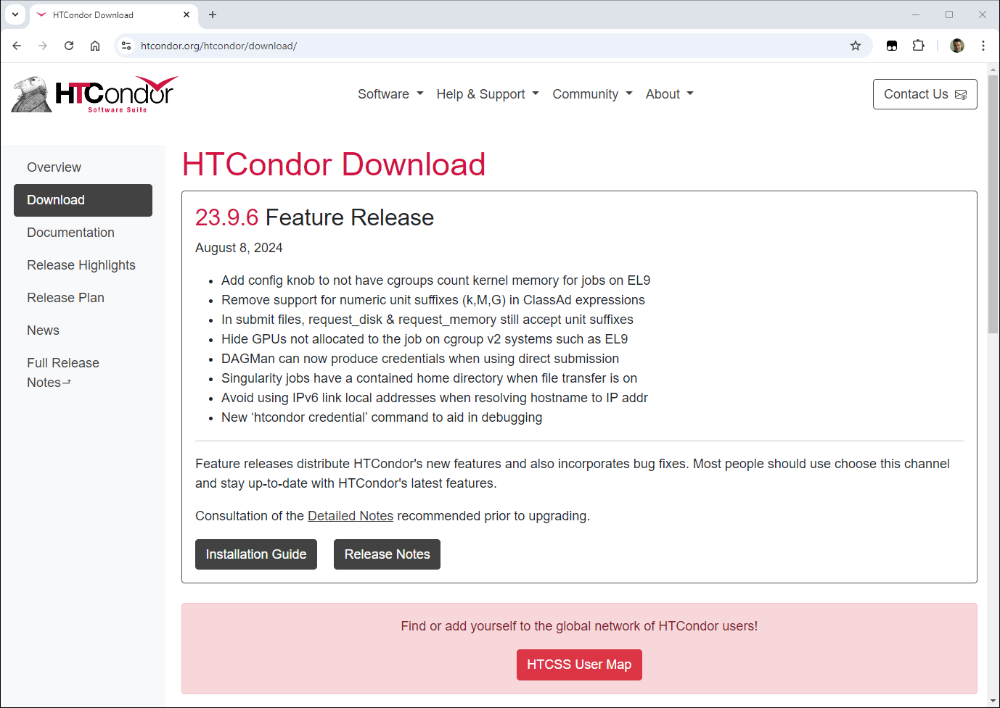 HTCondor Download
htcondor.org/htcondor/download/
HTCondor
Software Suite
Software
Help & Support
Community
About
Contact Us
Overview
Download
Documentation
Release Highlights
Release Plan
News
Full Release
Notes
HTCondor Download
23.9.6 Feature Release
August 8, 2024
Add config knob to not have cgroups count kernel memory for jobs on EL9
Remove support for numeric unit suffixes (k,M,G) in ClassAd expressions
In submit files, request_disk & request_memory still accept unit suffixes
Hide GPUs not allocated to the job on cgroup v2 systems such as EL9
DAGMan can now produce credentials when using direct submission
Singularity jobs have a contained home directory when file transfer is on
Avoid using IPv6 link local addresses when resolving hostname to IP addr
New ‘htcondor credential’ command to aid in debugging
Feature releases distribute HTCondor's new features and also incorporates bug fixes. Most people should use choose this channel
and stay up-to-date with HTCondor's latest features.
Consultation of the Detailed Notes recommended prior to upgrading.
Installation Guide
Release Notes
Find or add yourself to the global network of HTCondor users!
HTCSS User Map